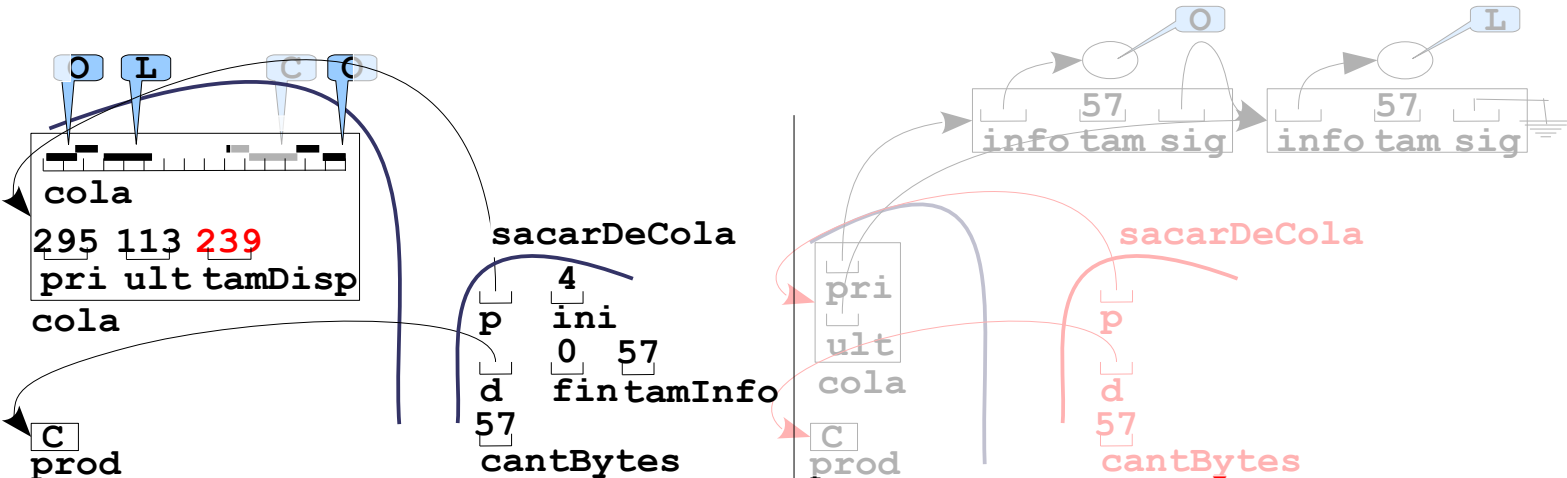 O L C O
cola
295 113 239
pri ult tamDisp
cola
sacarDeCola
4
p ini
0 57
d fin tamInfo
57
cantBytes
C
prod
O L
57 57
info tam sig info tam sig
sacarDeCola
pri
p
ult
cola
d
57
cantBytes
C
prod